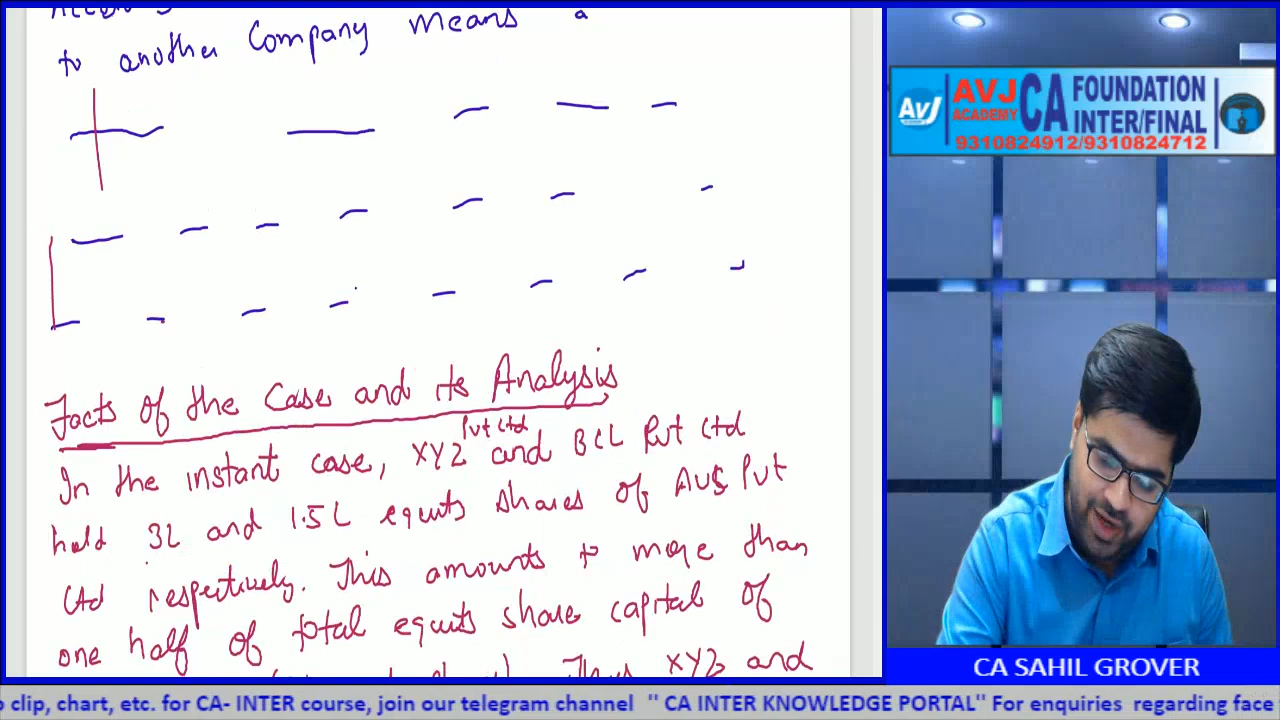 to another Company means a
Facts of the Case and its Analysis
In the instant case, XYZ Pvt Ltd and BCL Pvt Ltd
hold 3L and 1.5L equity shares of AVS Pvt
Ltd respectively. This amounts to more than
one half of total equity share capital of
Thus XYZ and
AVJ
ACADEMY
CA
FOUNDATION
INTER/FINAL
9310824912/9310824712
AVJ
CA SAHIL GROVER
clip, chart, etc. for CA- INTER course, join our telegram channel " CA INTER KNOWLEDGE PORTAL" For enquiries regarding face